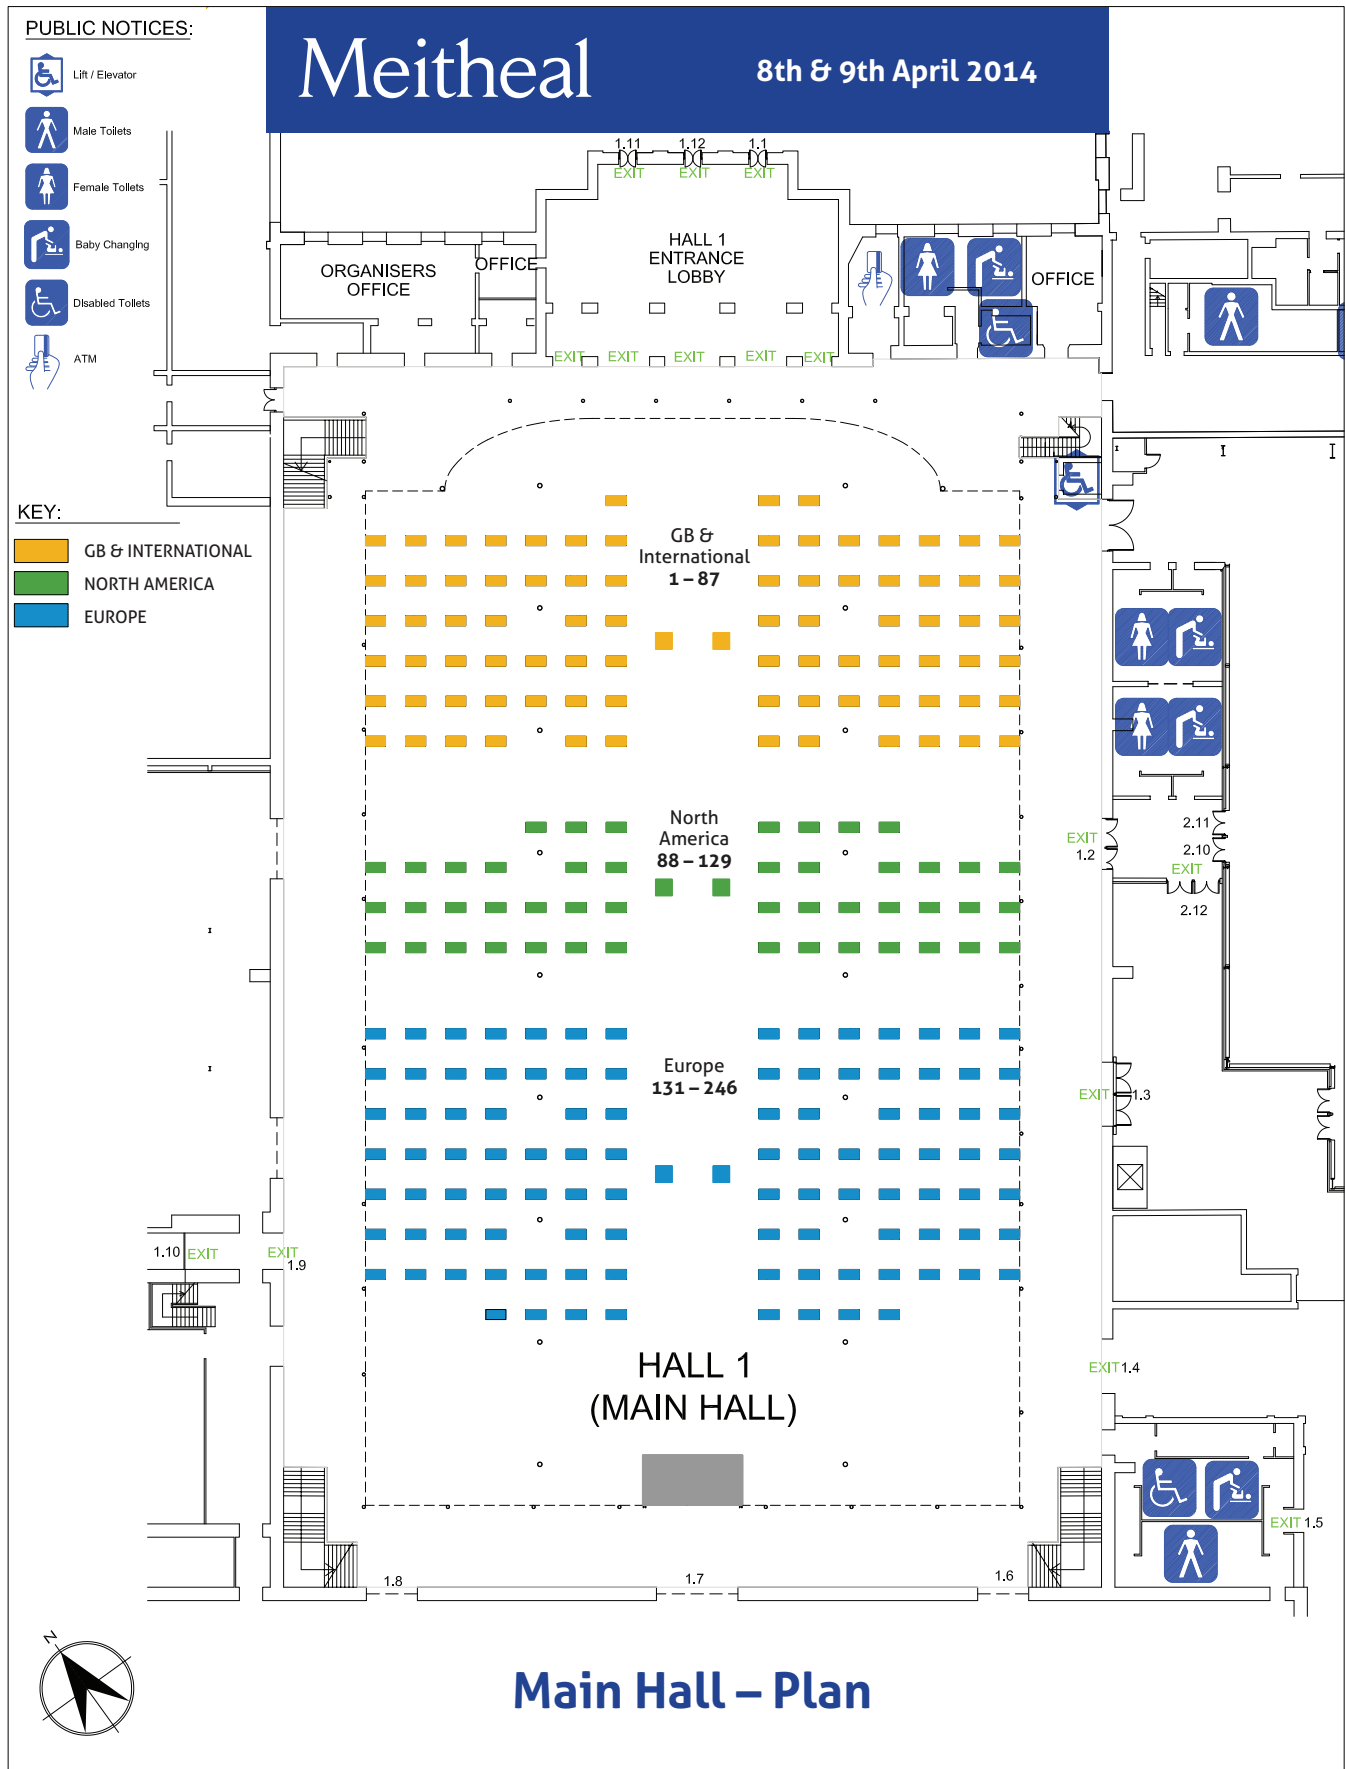 PUBLIC NOTICES:
Lift / Elevator
Male Toilets
Female Toilets
Baby Changing
Disabled Toilets
ATM
Meitheal
8th & 9th April 2014
1.11
1.12
1.1
EXIT
EXIT
EXIT
HALL 1
ENTRANCE
LOBBY
ORGANISERS
OFFICE
OFFICE
OFFICE
EXIT
EXIT
EXIT
EXIT
EXIT
KEY:
GB & INTERNATIONAL
NORTH AMERICA
EUROPE
GB &
International
1 – 87
North
America
88 – 129
EXIT
1.2
2.11
2.10
EXIT
2.12
Europe
131 – 246
EXIT
1.3
1.10
EXIT
EXIT
1.9
HALL 1
(MAIN HALL)
EXIT 1.4
EXIT 1.5
1.8
1.7
1.6
N
Main Hall – Plan